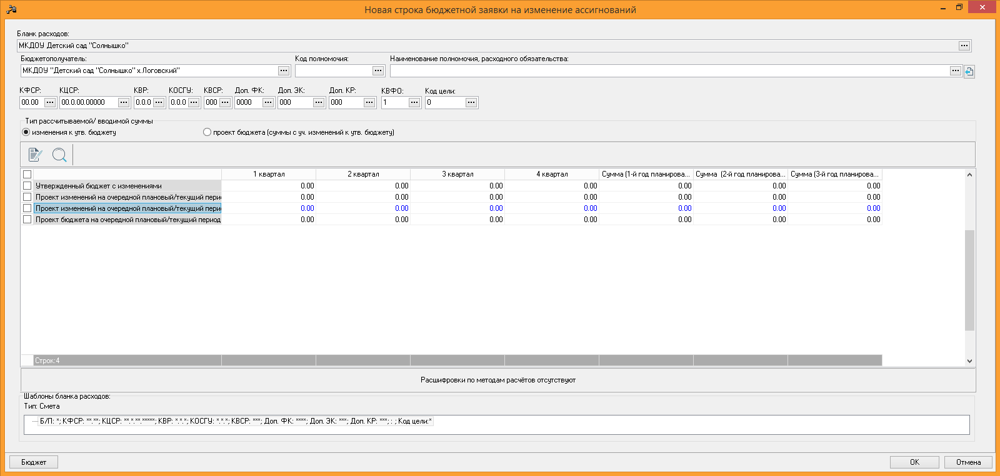 Новая строка бюджетной заявки на изменение ассигнований
Бланк расходов:
МКДОУ Детский сад "Солнышко"
Бюджетополучатель: Код полномочия: Наименование полномочия, расходного обязательства:
МКДОУ "Детский сад "Солнышко" х.Логовский"
КФСР: КЦСР: КВР: КОСГУ: КВСР: Доп. ФК: Доп. ЭК: Доп. КР: КВФО: Код цели:
00.00 00.0.00.00000 0.0.0 0.0.0 000 0000 000 000 1 0
Тип рассчитываемой/ вводимой суммы
изменения к утв. бюджету проект бюджета (суммы с уч. изменений к утв. бюджету)
1 квартал 2 квартал 3 квартал 4 квартал Сумма (1-й год планирова... Сумма (2-й год планирова... Сумма (3-й год планирова...
Утвержденный бюджет с изменениями 0.00 0.00 0.00 0.00 0.00 0.00 0.00
Проект изменений на очередной плановый/текущий пери 0.00 0.00 0.00 0.00 0.00 0.00 0.00
Проект изменений на очередной плановый/текущий пери 0.00 0.00 0.00 0.00 0.00 0.00 0.00
Проект бюджета на очередной плановый/текущий период 0.00 0.00 0.00 0.00 0.00 0.00 0.00
Строк:4
Расшифровки по методам расчётов отсутствуют
Шаблоны бланка расходов:
Тип: Смета
Б/П: *; КФСР: **.**; КЦСР: **.*.**.*****; КВР: *.*.*; КОСГУ: *.*.*; КВСР: ***; Доп. ФК: ****; Доп. ЭК: ***; Доп. КР: ***; : ; Код цели:*
Бюджет OK Отмена